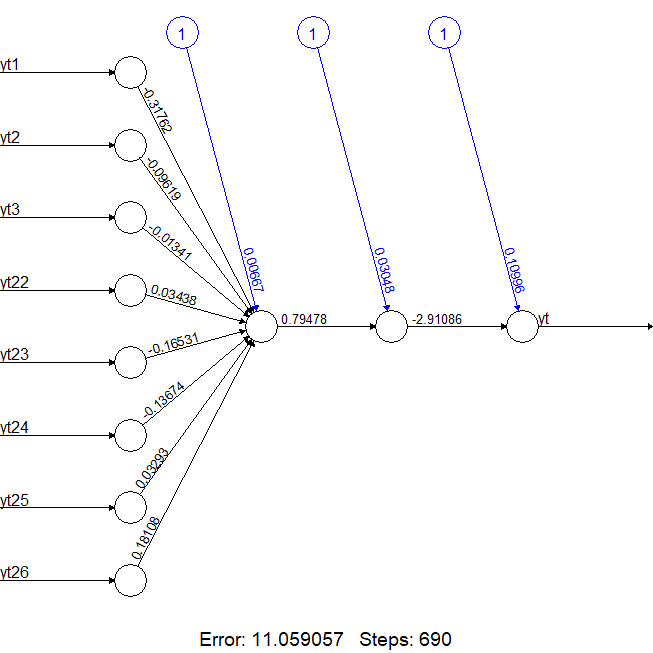 1 1 1
yt1
-0.31762
yt2
-0.09619
yt3
-0.01341
yt22
0.03438
yt23
-0.16531
yt24
-0.13674
yt25
0.03293
yt26
0.18108
0.00667
0.79478
0.03048
-2.91086
0.10996
yt
Error: 11.059057 Steps: 690